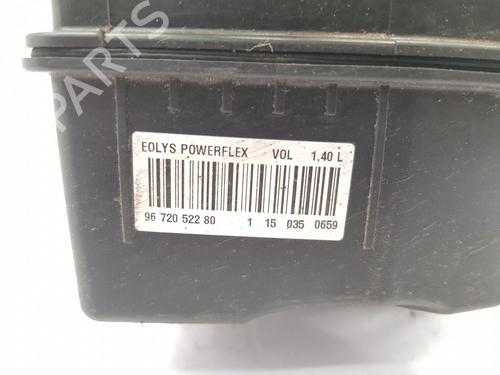 PARTS
EOLYS POWERFLEX VOL 1,40 L
96 720 522 80 1 15 035 0659